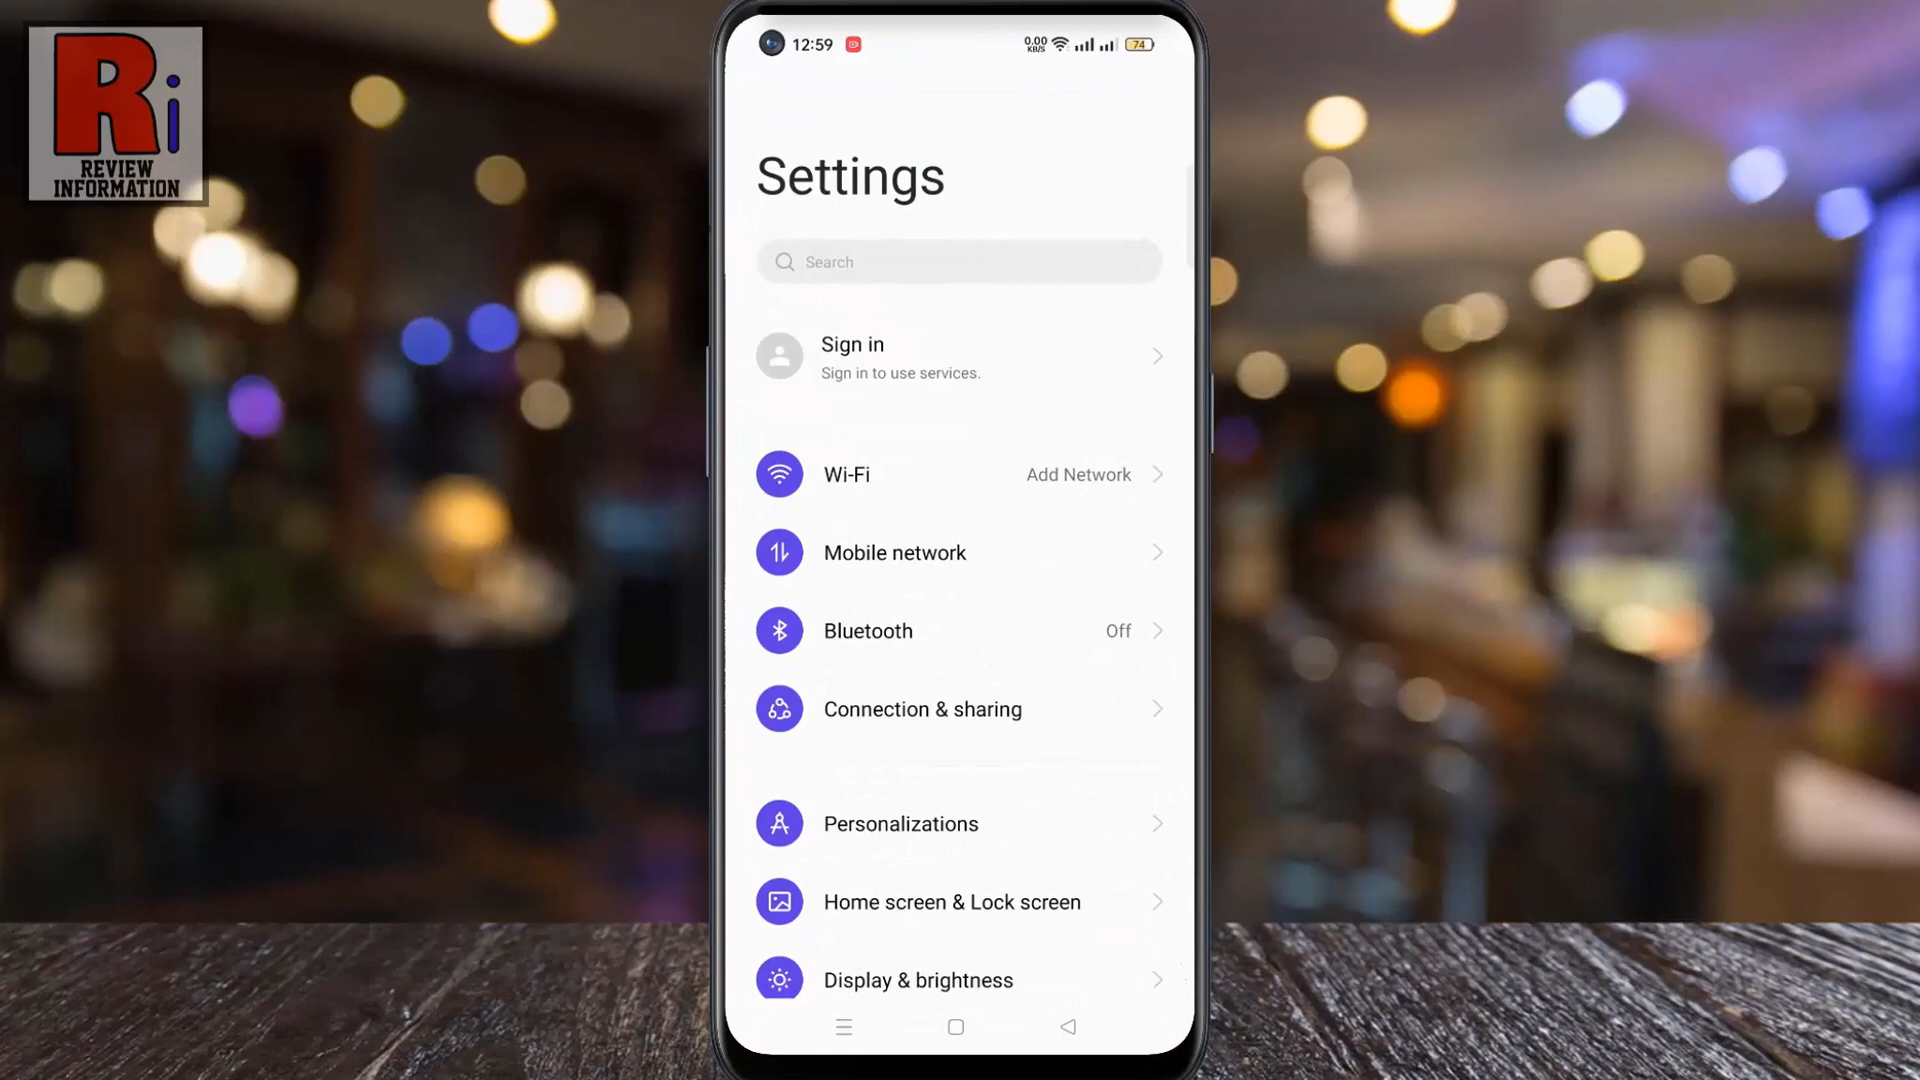 Ri
REVIEW
INFORMATION
12:59
0.00
KB/S
74
Settings
Search
Sign in
Sign in to use services.
Wi-Fi Add Network
Mobile network
Bluetooth Off
Connection & sharing
Personalizations
Home screen & Lock screen
Display & brightness